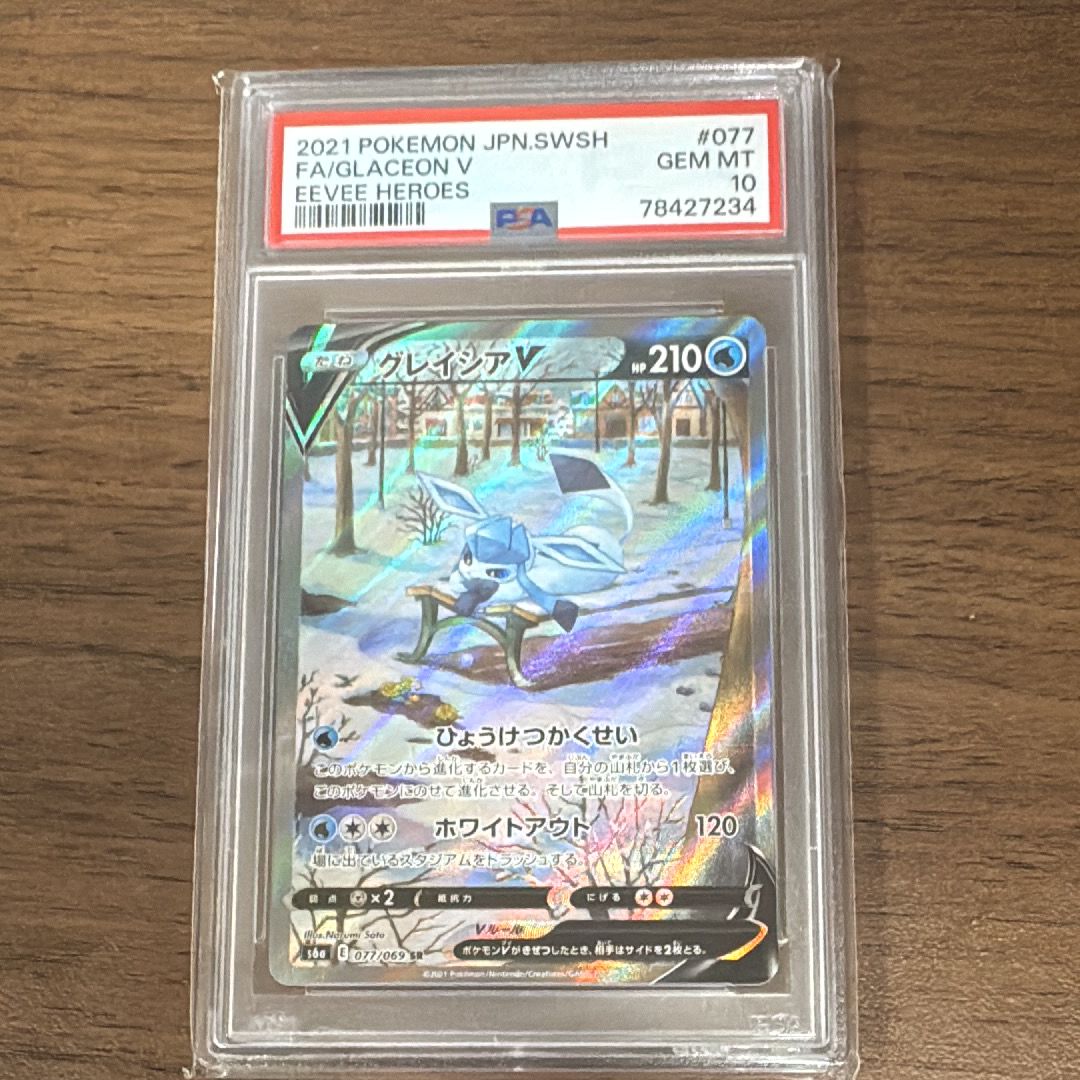 2021 POKEMON JPN.SWSH #077
FA/GLACEON V GEM MT
EEVEE HEROES 10
PSA 78427234
たね グレイシアV HP 210
ひょうけつかくせい
このポケモンから進化するカードを、自分の山札から1枚選び、
このポケモンにのせて進化させる。そして山札を切る。
ホワイトアウト 120
場に出ているスタジアムをトラッシュする。
弱点 ×2 抵抗力 にげる
Illus. Narumi Sato Vルール
S6a E 077/069 SR ポケモンVがきぜつしたとき、相手はサイドを2枚とる。
©2021 Pokémon/Nintendo/Creatures/GAME